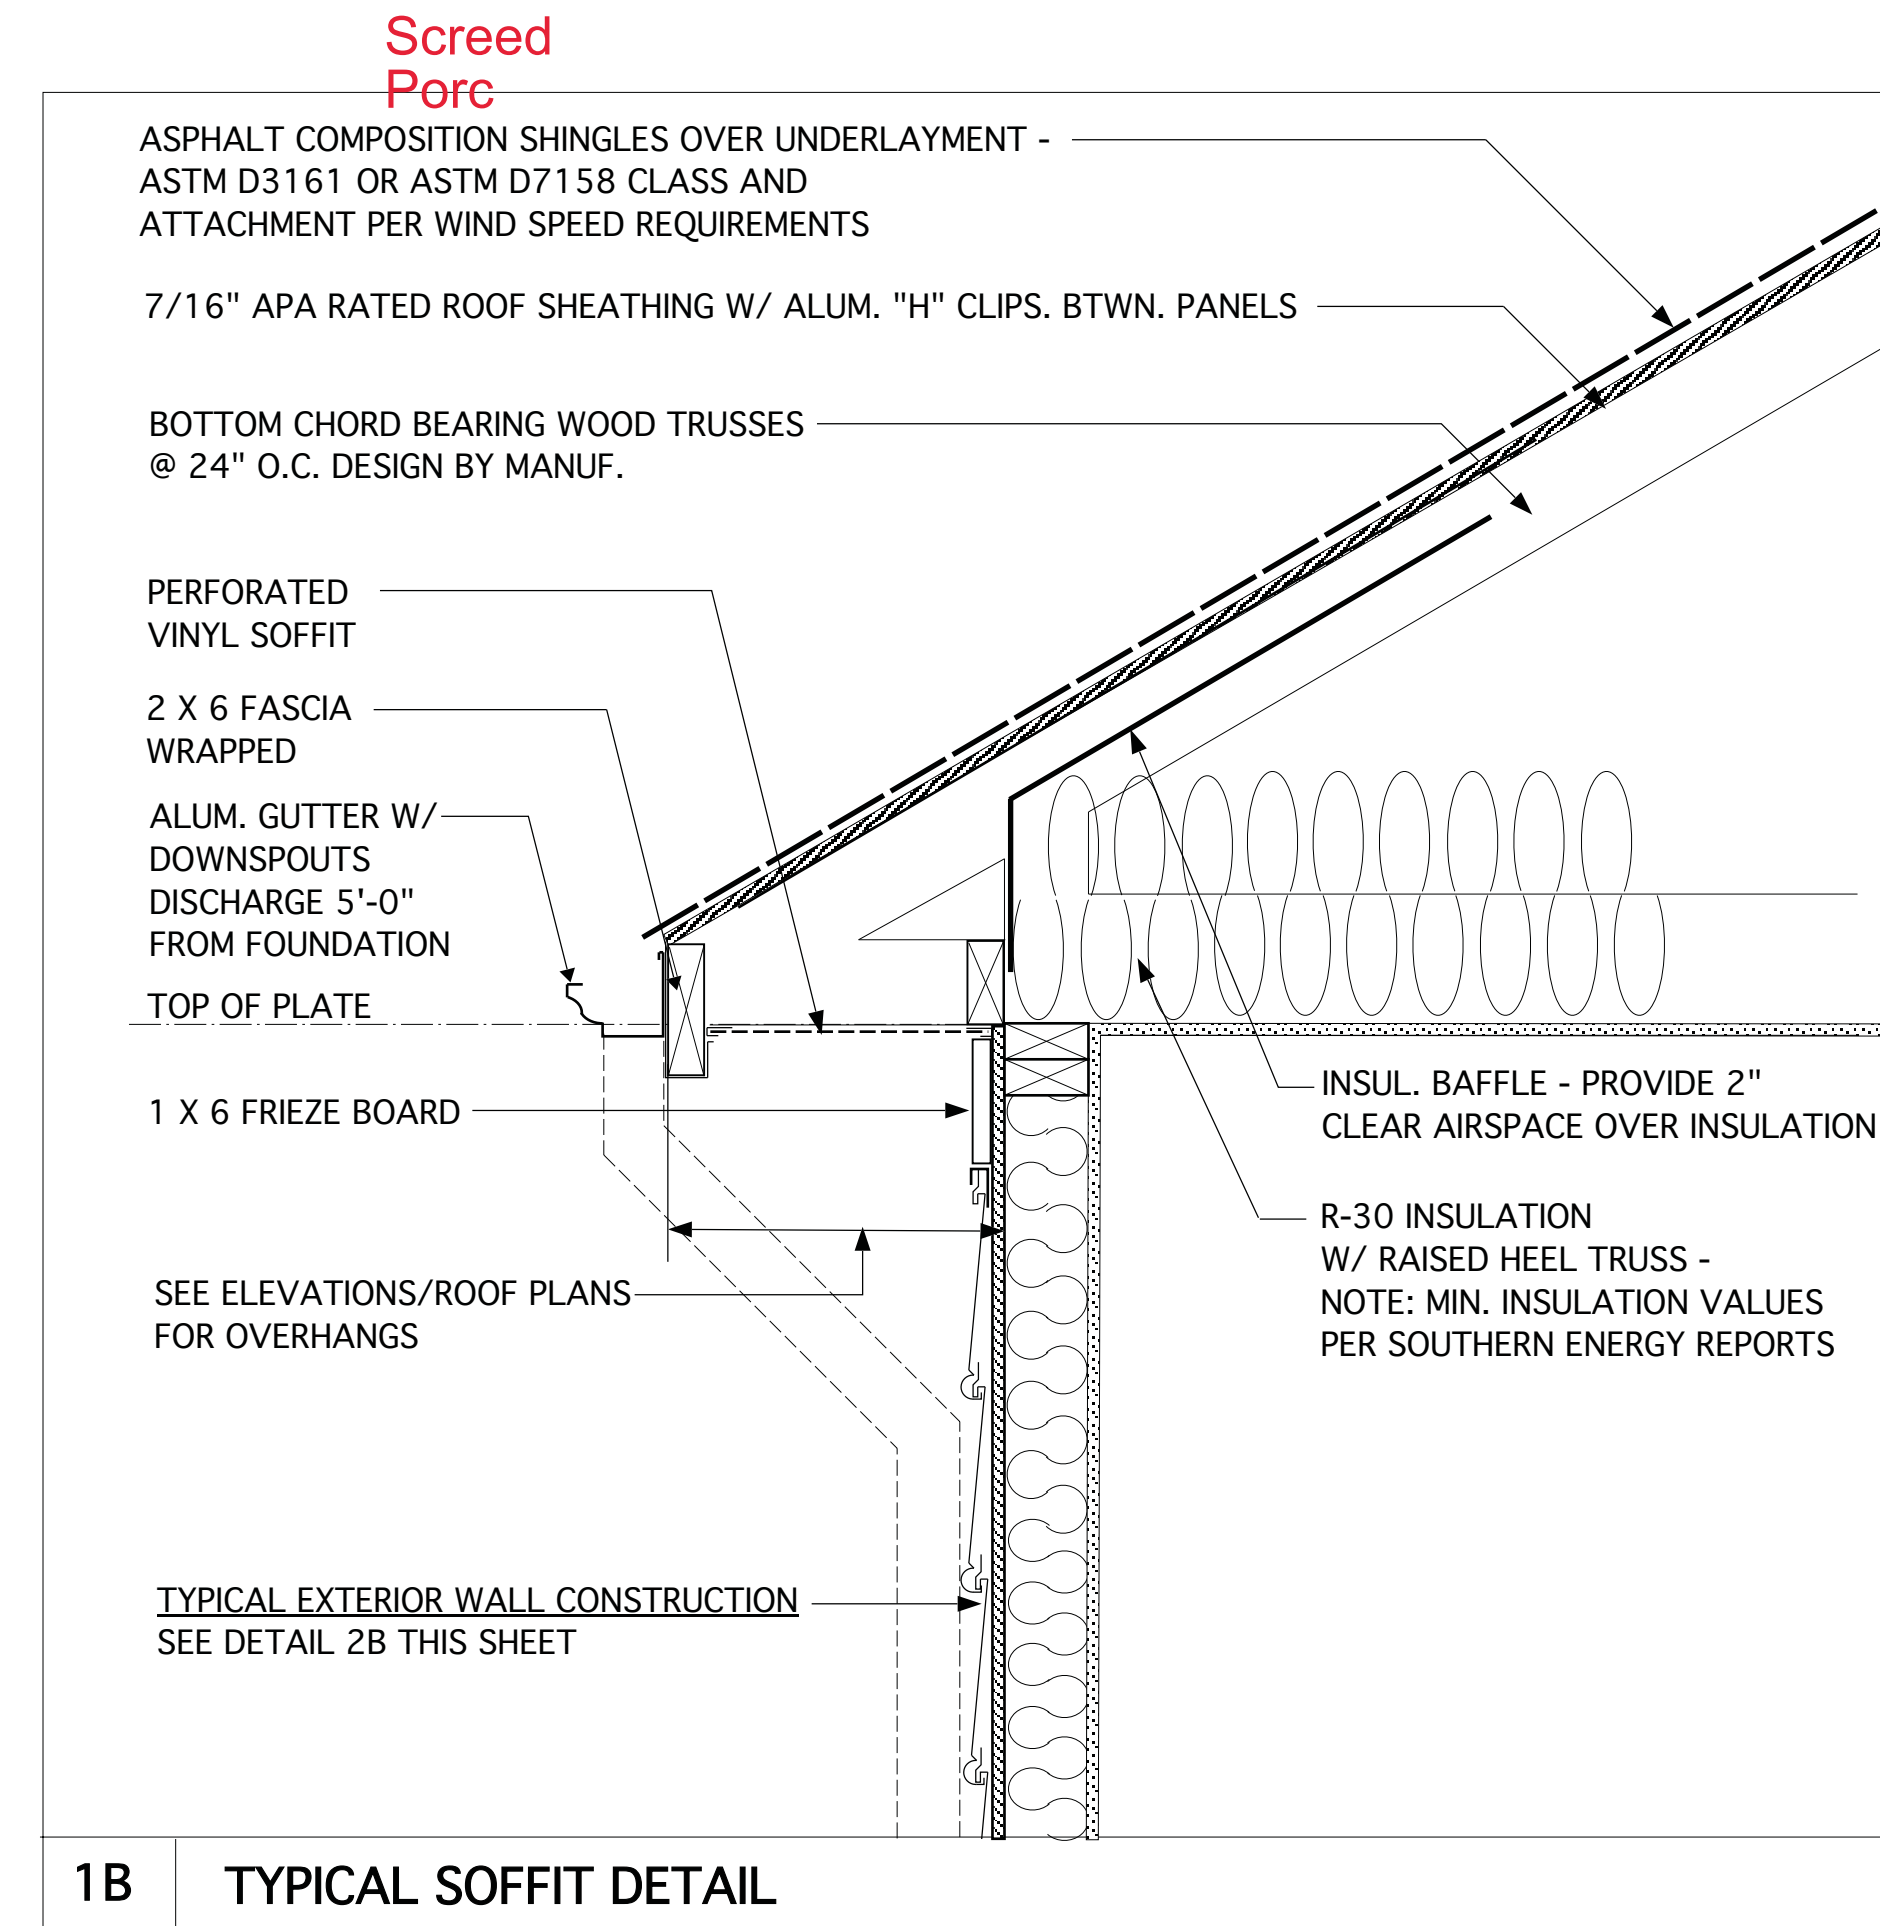 Screed
Porc
ASPHALT COMPOSITION SHINGLES OVER UNDERLAYMENT -
ASTM D3161 OR ASTM D7158 CLASS AND
ATTACHMENT PER WIND SPEED REQUIREMENTS
7/16" APA RATED ROOF SHEATHING W/ ALUM. "H" CLIPS. BTWN. PANELS
BOTTOM CHORD BEARING WOOD TRUSSES
@ 24" O.C. DESIGN BY MANUF.
PERFORATED
VINYL SOFFIT
2 X 6 FASCIA
WRAPPED
ALUM. GUTTER W/
DOWNSPOUTS
DISCHARGE 5'-0"
FROM FOUNDATION
TOP OF PLATE
1 X 6 FRIEZE BOARD
INSUL. BAFFLE - PROVIDE 2"
CLEAR AIRSPACE OVER INSULATION
R-30 INSULATION
W/ RAISED HEEL TRUSS -
NOTE: MIN. INSULATION VALUES
PER SOUTHERN ENERGY REPORTS
SEE ELEVATIONS/ROOF PLANS
FOR OVERHANGS
TYPICAL EXTERIOR WALL CONSTRUCTION
SEE DETAIL 2B THIS SHEET
1B TYPICAL SOFFIT DETAIL